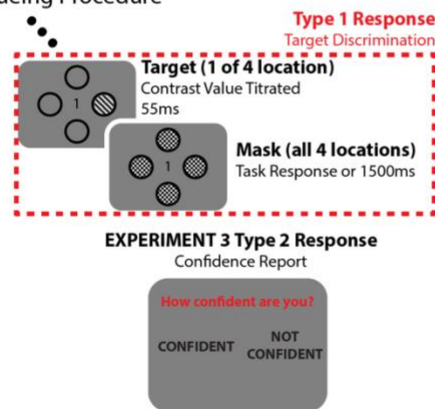 Type 1 Response
Target Discrimination
Target (1 of 4 location)
Contrast Value Titrated
55ms
1
Mask (all 4 locations)
Task Response or 1500ms
1
EXPERIMENT 3 Type 2 Response
Confidence Report
How confident are you?
CONFIDENT
NOT
CONFIDENT